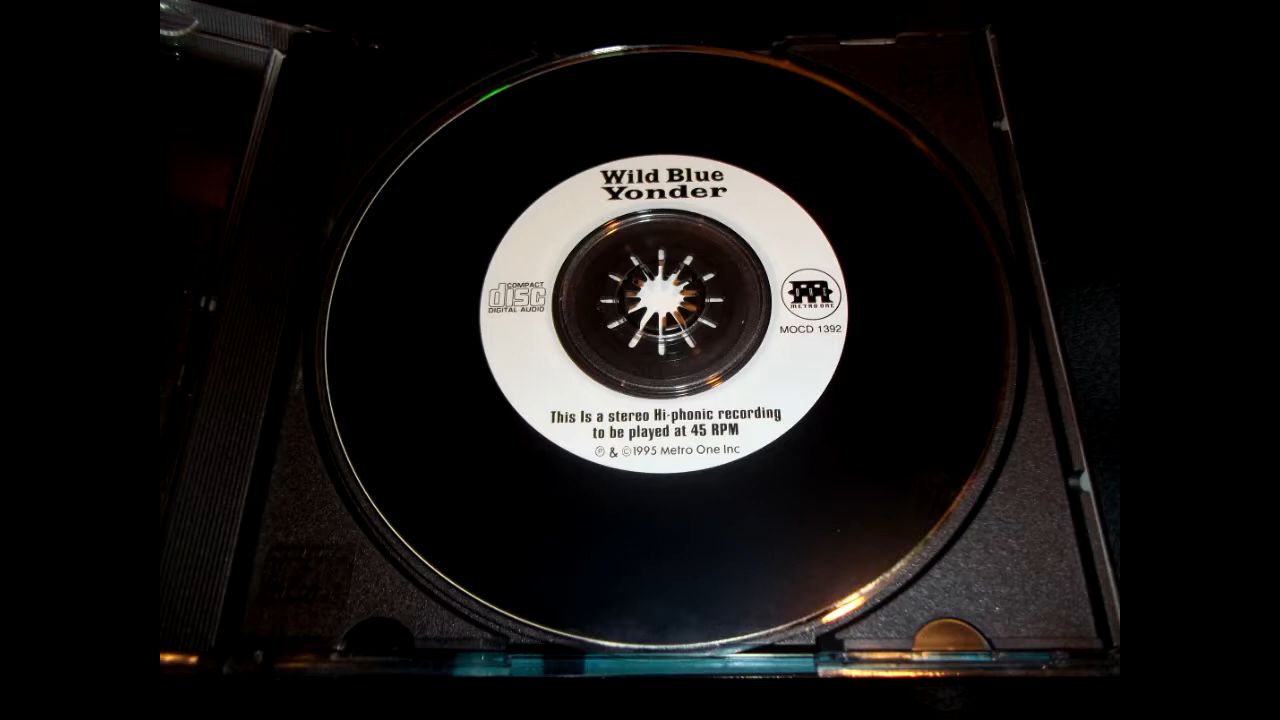 Wild Blue
Yonder
COMPACT
disc
DIGITAL AUDIO
METRO ONE
MOCD 1392
This Is a stereo Hi-phonic recording
to be played at 45 RPM
℗ & ©1995 Metro One Inc